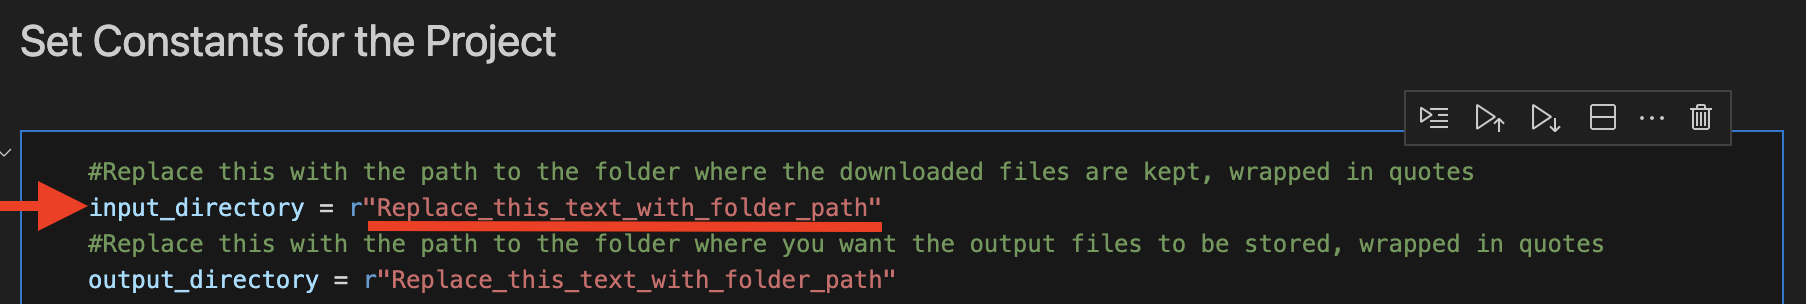 Set Constants for the Project
#Replace this with the path to the folder where the downloaded files are kept, wrapped in quotes
input_directory = r"Replace_this_text_with_folder_path"
#Replace this with the path to the folder where you want the output files to be stored, wrapped in quotes
output_directory = r"Replace_this_text_with_folder_path"